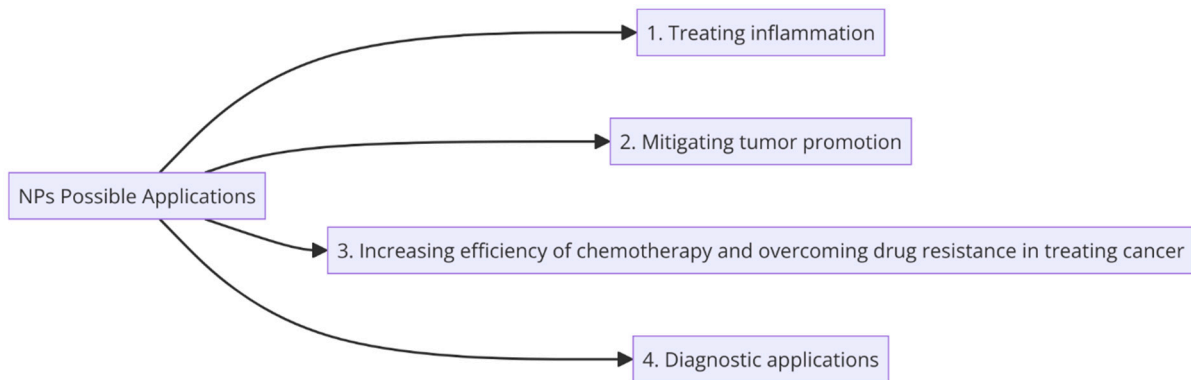 1. Treating inflammation
2. Mitigating tumor promotion
NPs Possible Applications
3. Increasing efficiency of chemotherapy and overcoming drug resistance in treating cancer
4. Diagnostic applications